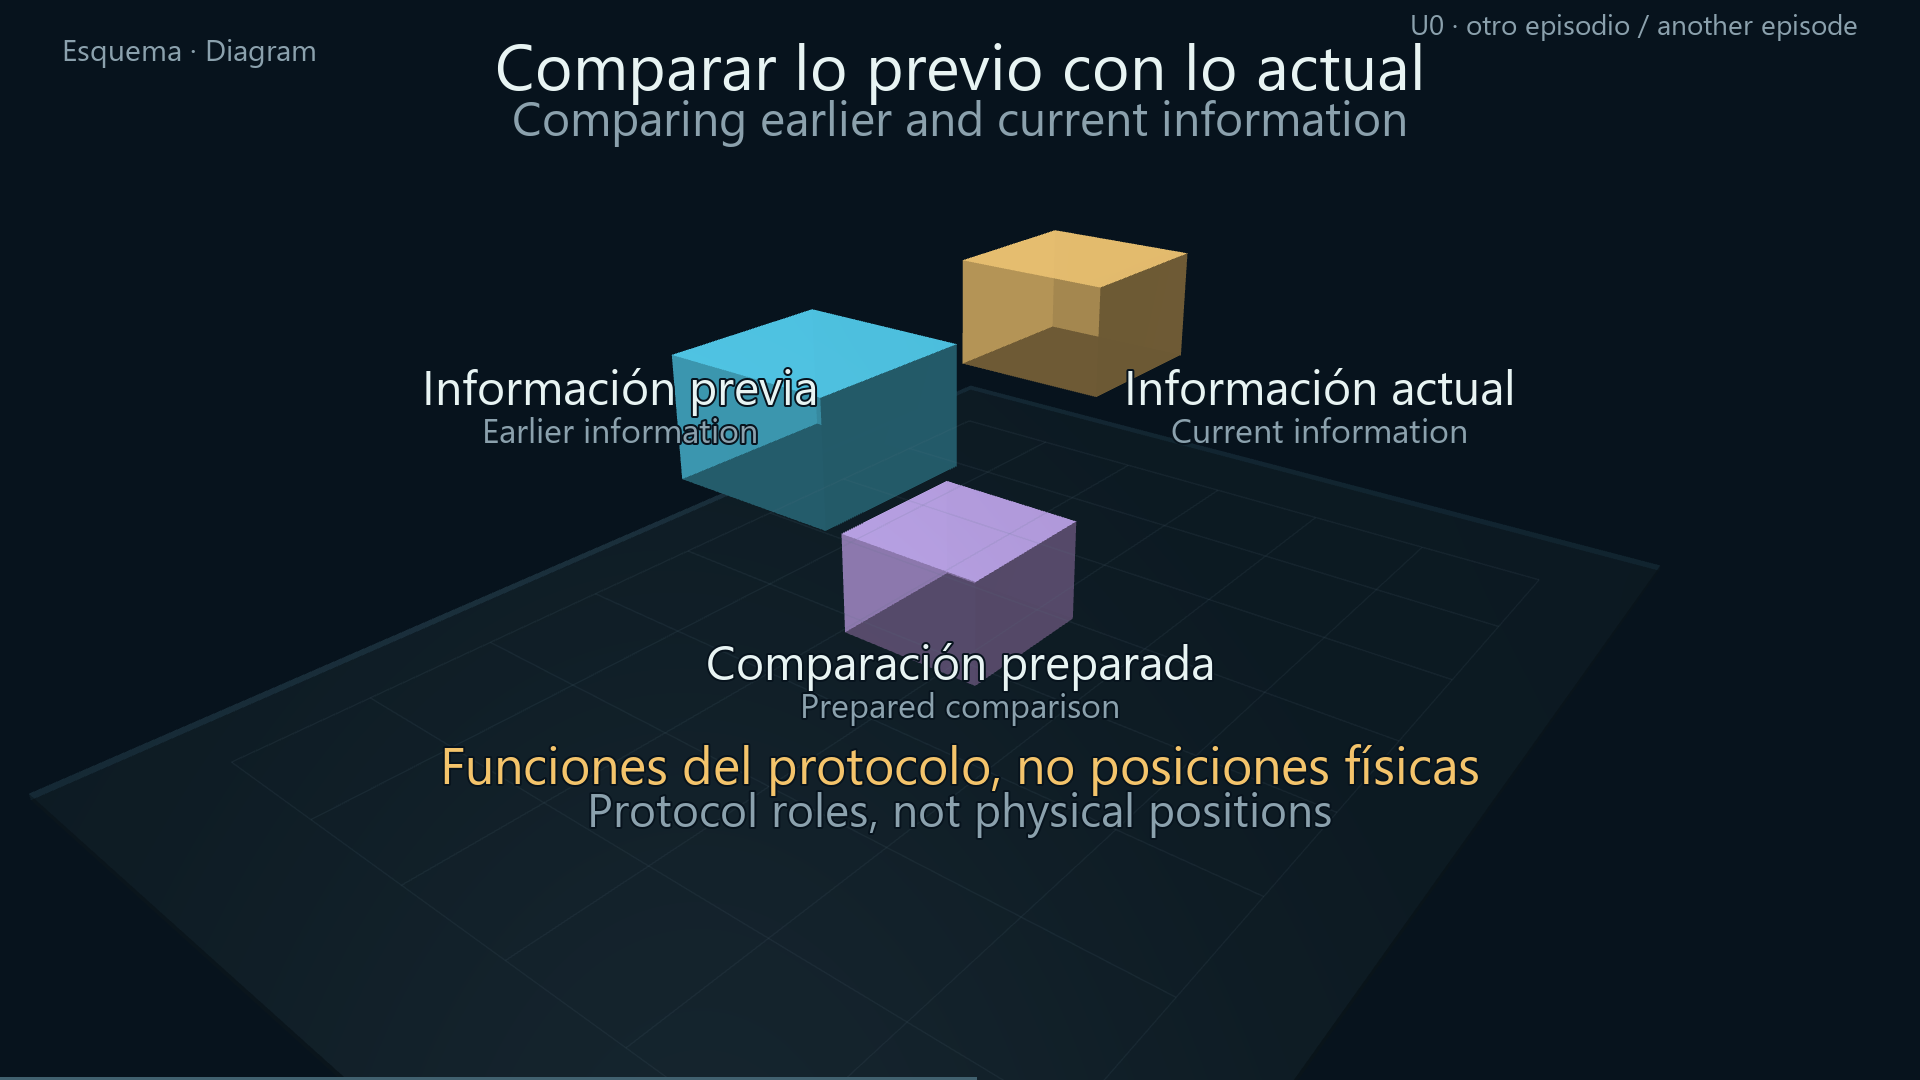 Esquema · Diagram
U0 · otro episodio / another episode
Comparar lo previo con lo actual
Comparing earlier and current information
Información previa
Earlier information
Información actual
Current information
Comparación preparada
Prepared comparison
Funciones del protocolo, no posiciones físicas
Protocol roles, not physical positions